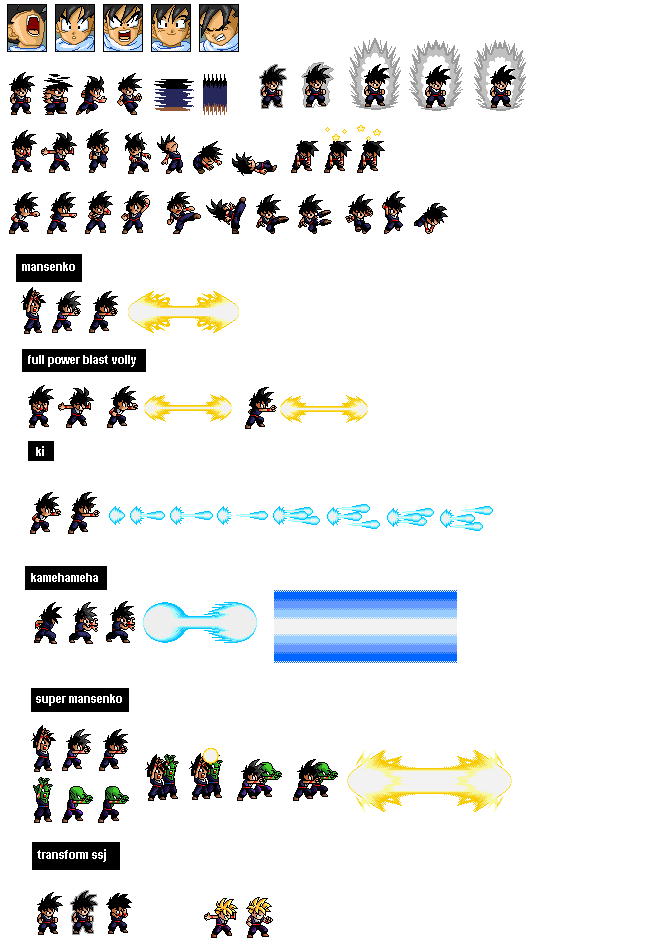 mansenko
full power blast volly
ki
kamehameha
super mansenko
transform ssj